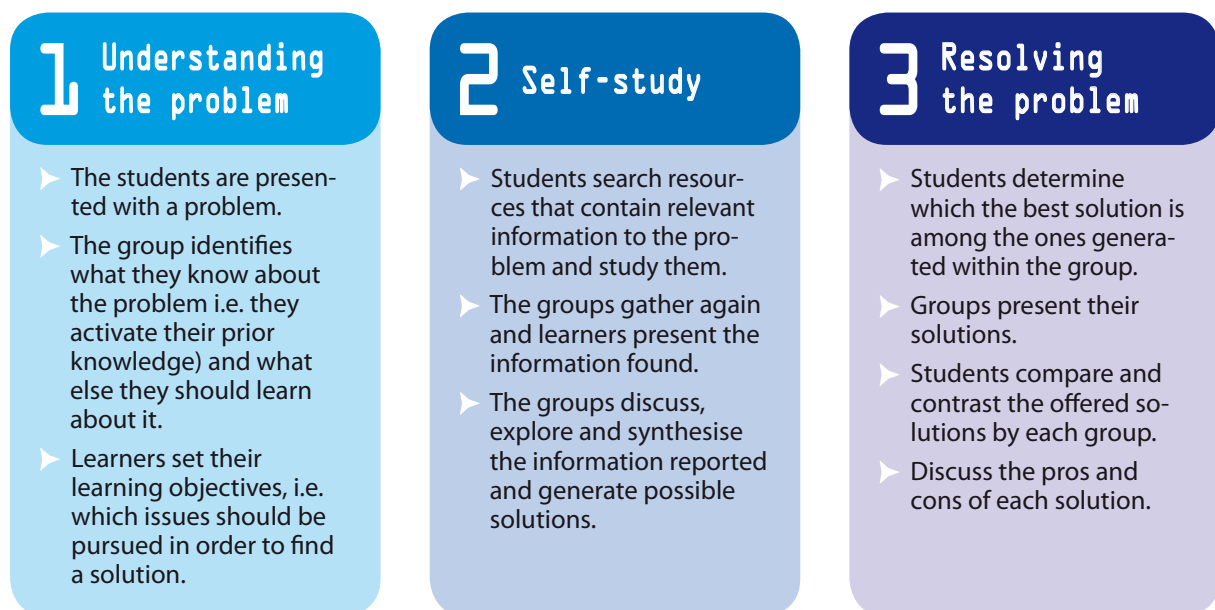 1 Understanding
the problem
The students are presen-
ted with a problem.
The group identifies
what they know about
the problem i.e. they
activate their prior
knowledge) and what
else they should learn
about it.
Learners set their
learning objectives, i.e.
which issues should be
pursued in order to find
a solution.
2 Self-study
Students search resour-
ces that contain relevant
information to the pro-
blem and study them.
The groups gather again
and learners present the
information found.
The groups discuss,
explore and synthesise
the information reported
and generate possible
solutions.
3 Resolving
the problem
Students determine
which the best solution is
among the ones genera-
ted within the group.
Groups present their
solutions.
Students compare and
contrast the offered so-
lutions by each group.
Discuss the pros and
cons of each solution.